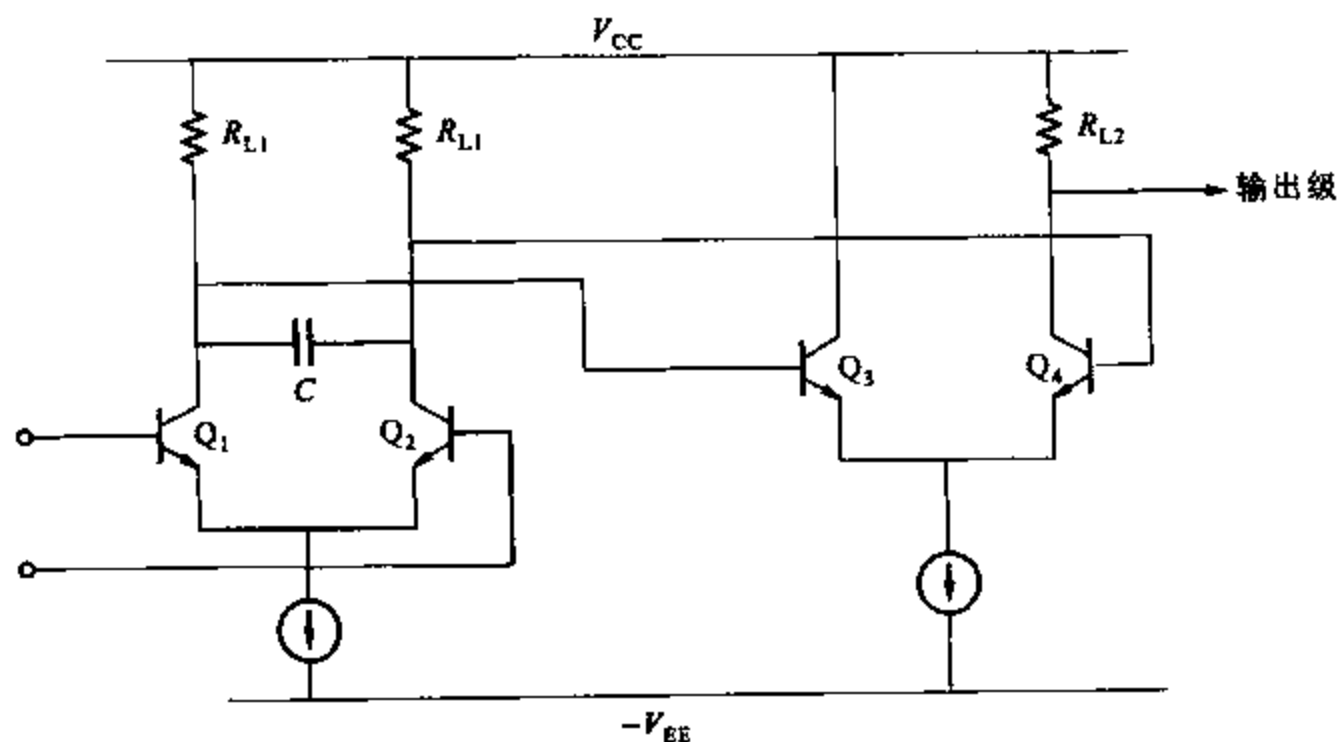 V_CC
R_L1
R_L1
R_L2
输出级
C
Q_1
Q_2
Q_3
Q_4
-V_EE